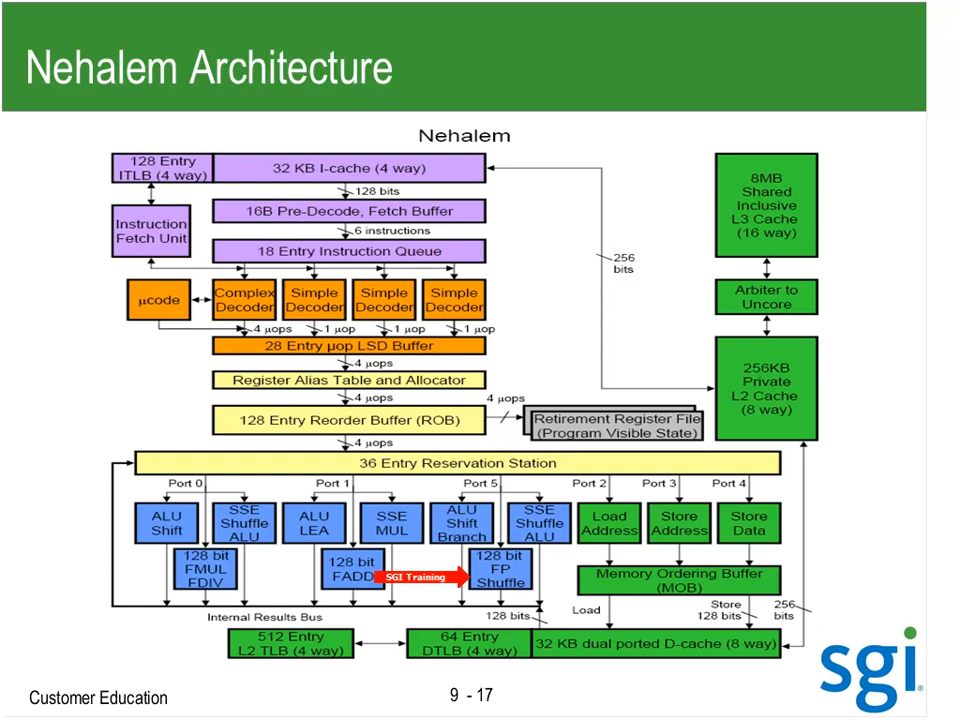 Nehalem Architecture
Nehalem
128 Entry
ITLB (4 way)
32 KB I-cache (4 way)
128 bits
16B Pre-Decode, Fetch Buffer
Instruction
Fetch Unit
6 instructions
18 Entry Instruction Queue
µcode
Complex
Decoder
Simple
Decoder
Simple
Decoder
Simple
Decoder
4 µops
1 µop
1 µop
1 µop
28 Entry µop LSD Buffer
4 µops
Register Alias Table and Allocator
4 µops
4 µops
128 Entry Reorder Buffer (ROB)
Retirement Register File
(Program Visible State)
4 µops
256
bits
8MB
Shared
Inclusive
L3 Cache
(16 way)
Arbiter to
Uncore
256KB
Private
L2 Cache
(8 way)
36 Entry Reservation Station
Port 0
Port 1
Port 5
Port 2
Port 3
Port 4
ALU
Shift
SSE
Shuffle
ALU
ALU
LEA
SSE
MUL
ALU
Shift
Branch
SSE
Shuffle
ALU
Load
Address
Store
Address
Store
Data
128 bit
FMUL
FDIV
128 bit
FADD
SGI Training
128 bit
FP
Shuffle
Memory Ordering Buffer
(MOB)
Internal Results Bus
128 bits
Load
Store
128 bits
256
bits
512 Entry
L2 TLB (4 way)
64 Entry
DTLB (4 way)
32 KB dual ported D-cache (8 way)
sgi®
Customer Education
9 - 17